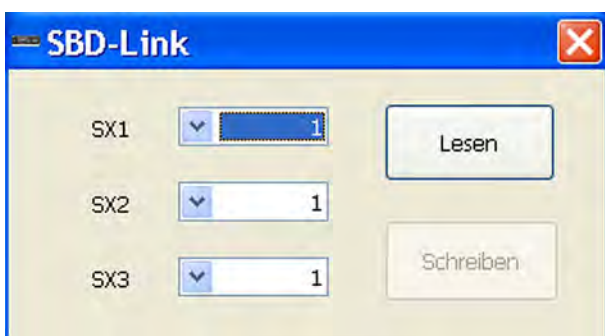 SBD-Link
SX1 1
Lesen
SX2 1
Schreiben
SX3 1